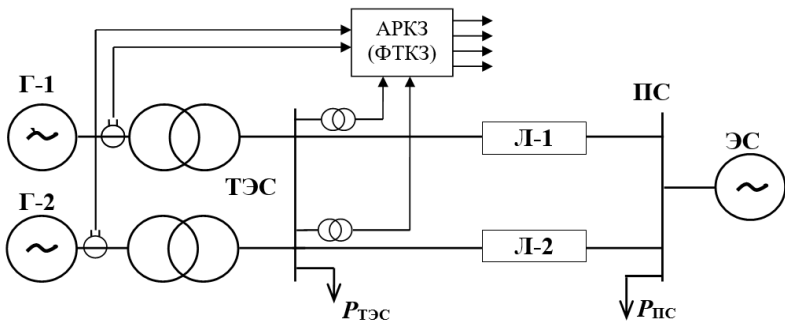 АРКЗ
(ФТКЗ)
Г-1
ПС
Л-1
ЭС
ТЭС
Г-2
Л-2
PТЭС
PПС